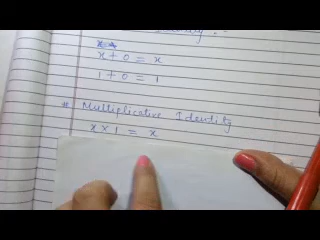 x + 0 = x
1 + 0 = 1
* Multiplicative Identity
x × 1 = x